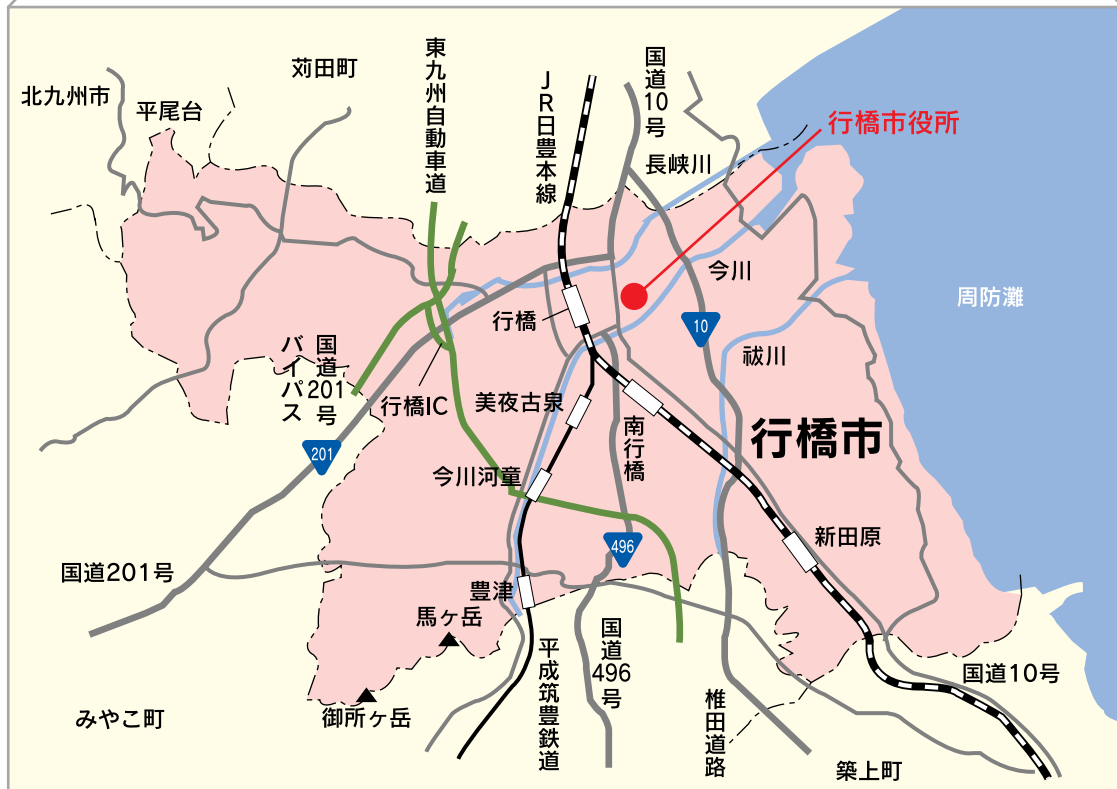 苅田町
東九州自動車道
JR日豊本線
国道10号
北九州市
平尾台
行橋市役所
長峡川
今川
周防灘
行橋
10
祓川
国道201号
バイパス
行橋IC
美夜古泉
南行橋
行橋市
201
今川河童
新田原
496
国道201号
豊津
馬ヶ岳
国道496号
平成筑豊鉄道
国道10号
みやこ町
御所ヶ岳
椎田道路
築上町